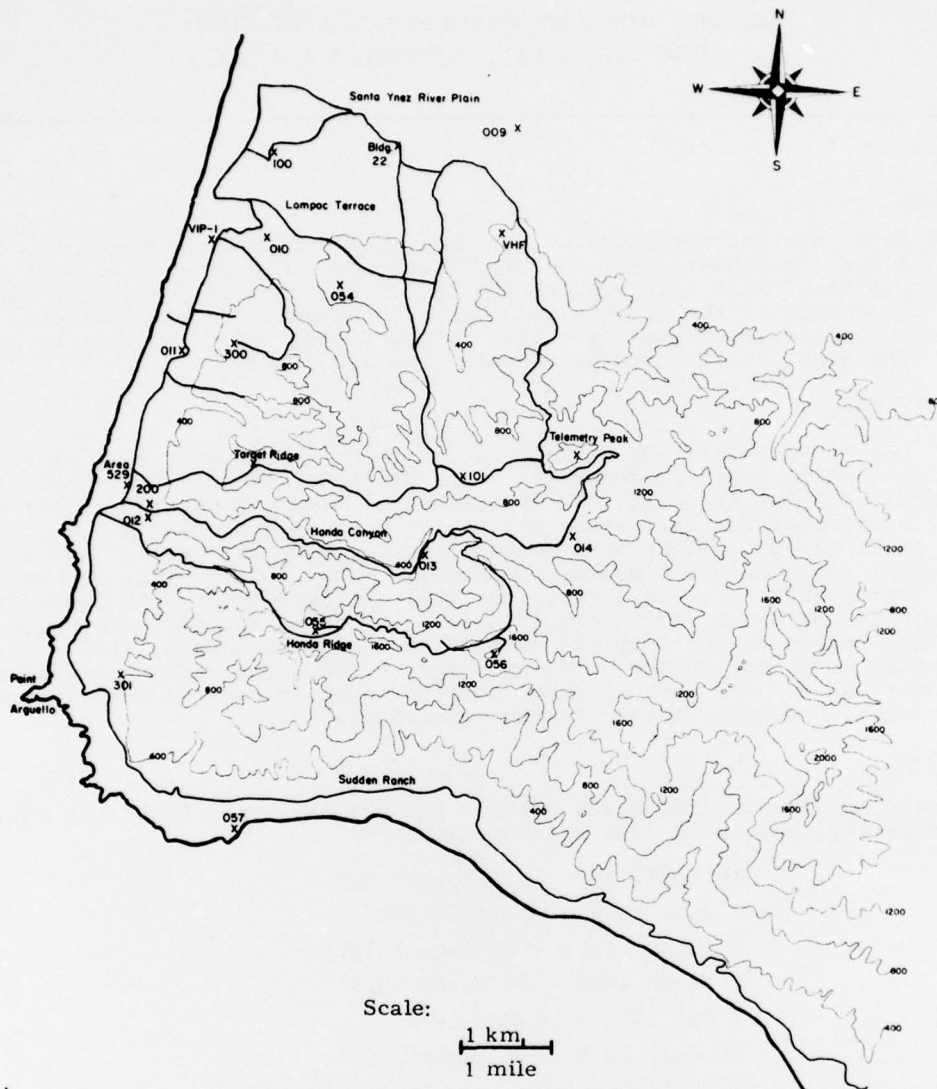 N
Santa Ynez River Plain
W E
009
Bldg.
22
100
S
Lompoc Terrace
VIP-1
010
VHF
054
400
400
011
300
400
800
800
800
400
800
Telemetry Peak
Target Ridge
Area
529
101
200
800
1200
012
Honda Canyon
014
400
013
1200
400
800
800
1600
1200
800
055
1200
1200
Honda Ridge
1600
1600
056
Point
301
800
1200
1200
Arguello
1600
1600
2000
400
Sudden Ranch
800
1200
400
1600
057
1200
800
Scale:
400
1 km
1 mile